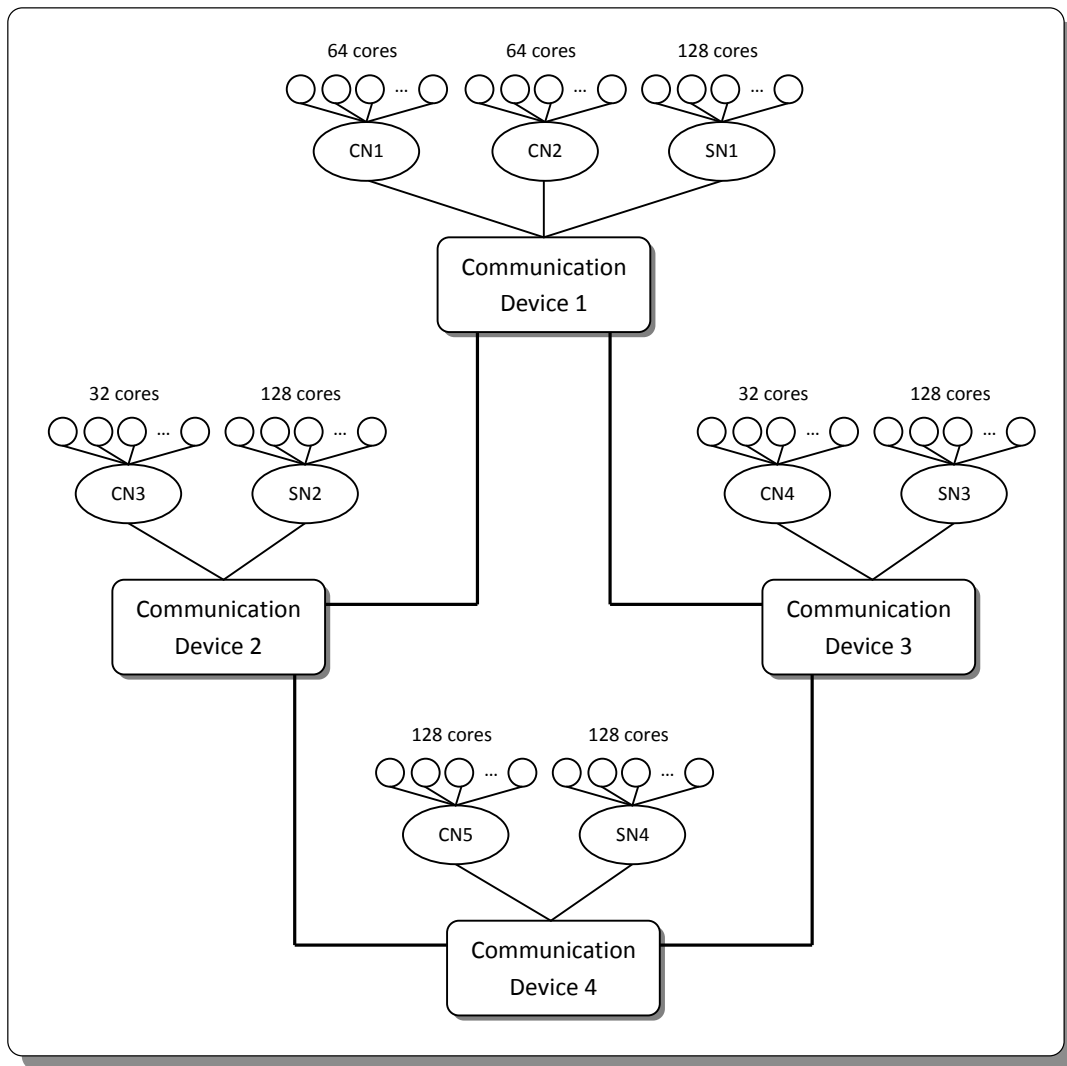 64 cores
64 cores
128 cores
...
...
...
CN1
CN2
SN1
Communication
Device 1
32 cores
128 cores
32 cores
128 cores
...
...
...
...
CN3
SN2
CN4
SN3
Communication
Device 2
Communication
Device 3
128 cores
128 cores
...
...
CN5
SN4
Communication
Device 4